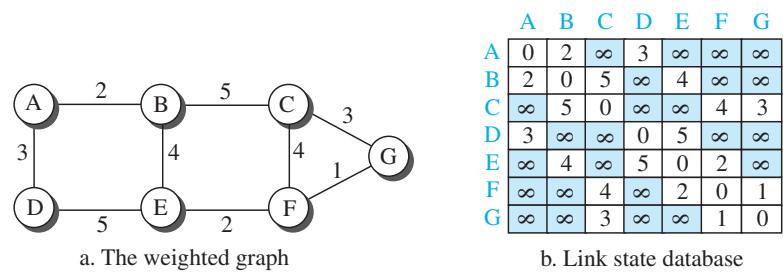 A 2 B 5 C 3
3 4 4 G
1
D 5 E 2 F
a. The weighted graph
A B C D E F G
A 0 2 ∞ 3 ∞ ∞ ∞
B 2 0 5 ∞ 4 ∞ ∞
C ∞ 5 0 ∞ ∞ 4 3
D 3 ∞ ∞ 0 5 ∞ ∞
E ∞ 4 ∞ 5 0 2 ∞
F ∞ ∞ 4 ∞ 2 0 1
G ∞ ∞ 3 ∞ ∞ 1 0
b. Link state database